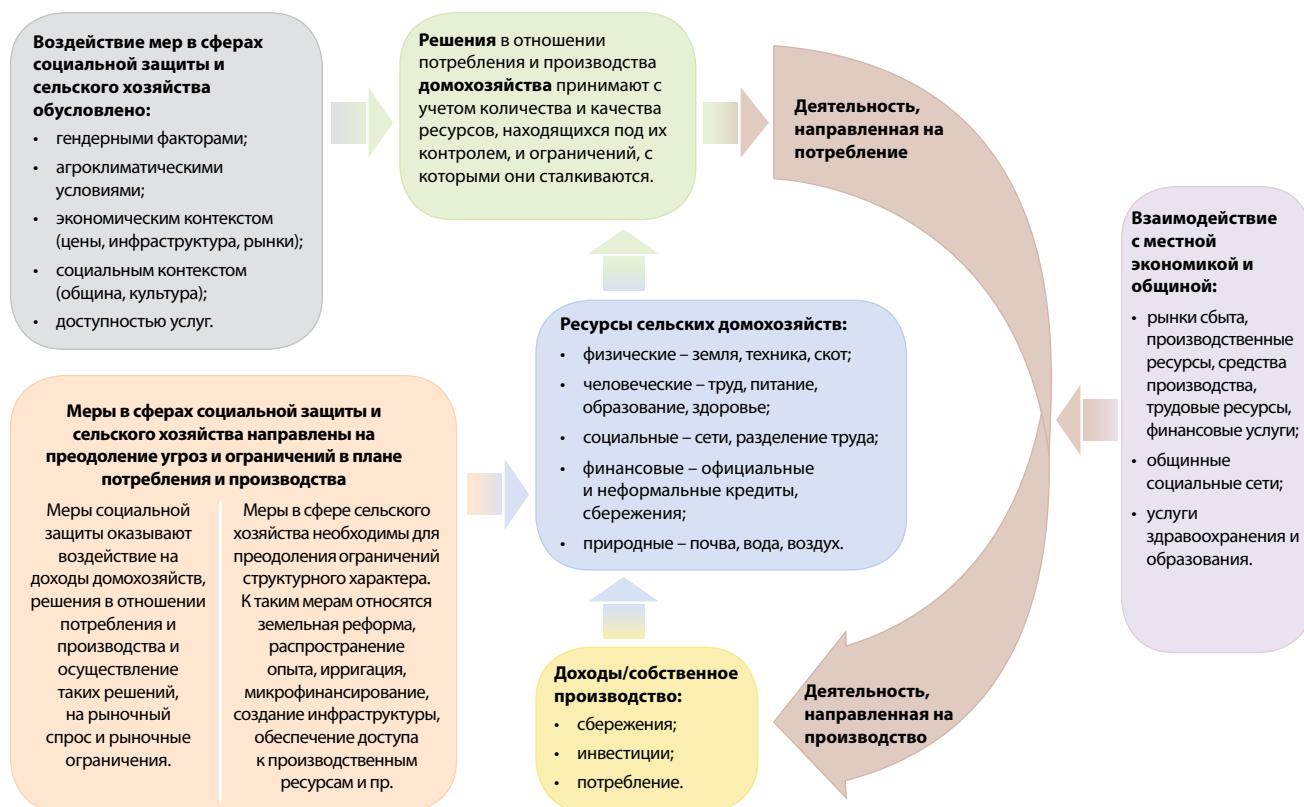 Воздействие мер в сферах
социальной защиты и
сельского хозяйства
обусловлено:
• гендерными факторами;
• агроклиматическими
условиями;
• экономическим контекстом
(цены, инфраструктура, рынки);
• социальным контекстом
(община, культура);
• доступностью услуг.
Решения в отношении
потребления и производства
домохозяйства принимают с
учетом количества и качества
ресурсов, находящихся под их
контролем, и ограничений, с
которыми они сталкиваются.
Деятельность,
направленная на
потребление
Взаимодействие
с местной
экономикой и
общиной:
• рынки сбыта,
производственные
ресурсы, средства
производства,
трудовые ресурсы,
финансовые услуги;
• общинные
социальные сети;
• услуги
здравоохранения и
образования.
Ресурсы сельских домохозяйств:
• физические – земля, техника, скот;
• человеческие – труд, питание,
образование, здоровье;
• социальные – сети, разделение труда;
• финансовые – официальные
и неформальные кредиты,
сбережения;
• природные – почва, вода, воздух.
Меры в сферах социальной защиты и
сельского хозяйства направлены на
преодоление угроз и ограничений в плане
потребления и производства
Меры социальной
защиты оказывают
воздействие на
доходы домохозяйств,
решения в отношении
потребления и
производства и
осуществление
таких решений,
на рыночный
спрос и рыночные
ограничения.
Меры в сфере сельского
хозяйства необходимы для
преодоления ограничений
структурного характера.
К таким мерам относятся
земельная реформа,
распространение
опыта, ирригация,
микрофинансирование,
создание инфраструктуры,
обеспечение доступа
к производственным
ресурсам и пр.
Доходы/собственное
производство:
• сбережения;
• инвестиции;
• потребление.
Деятельность,
направленная на
производство